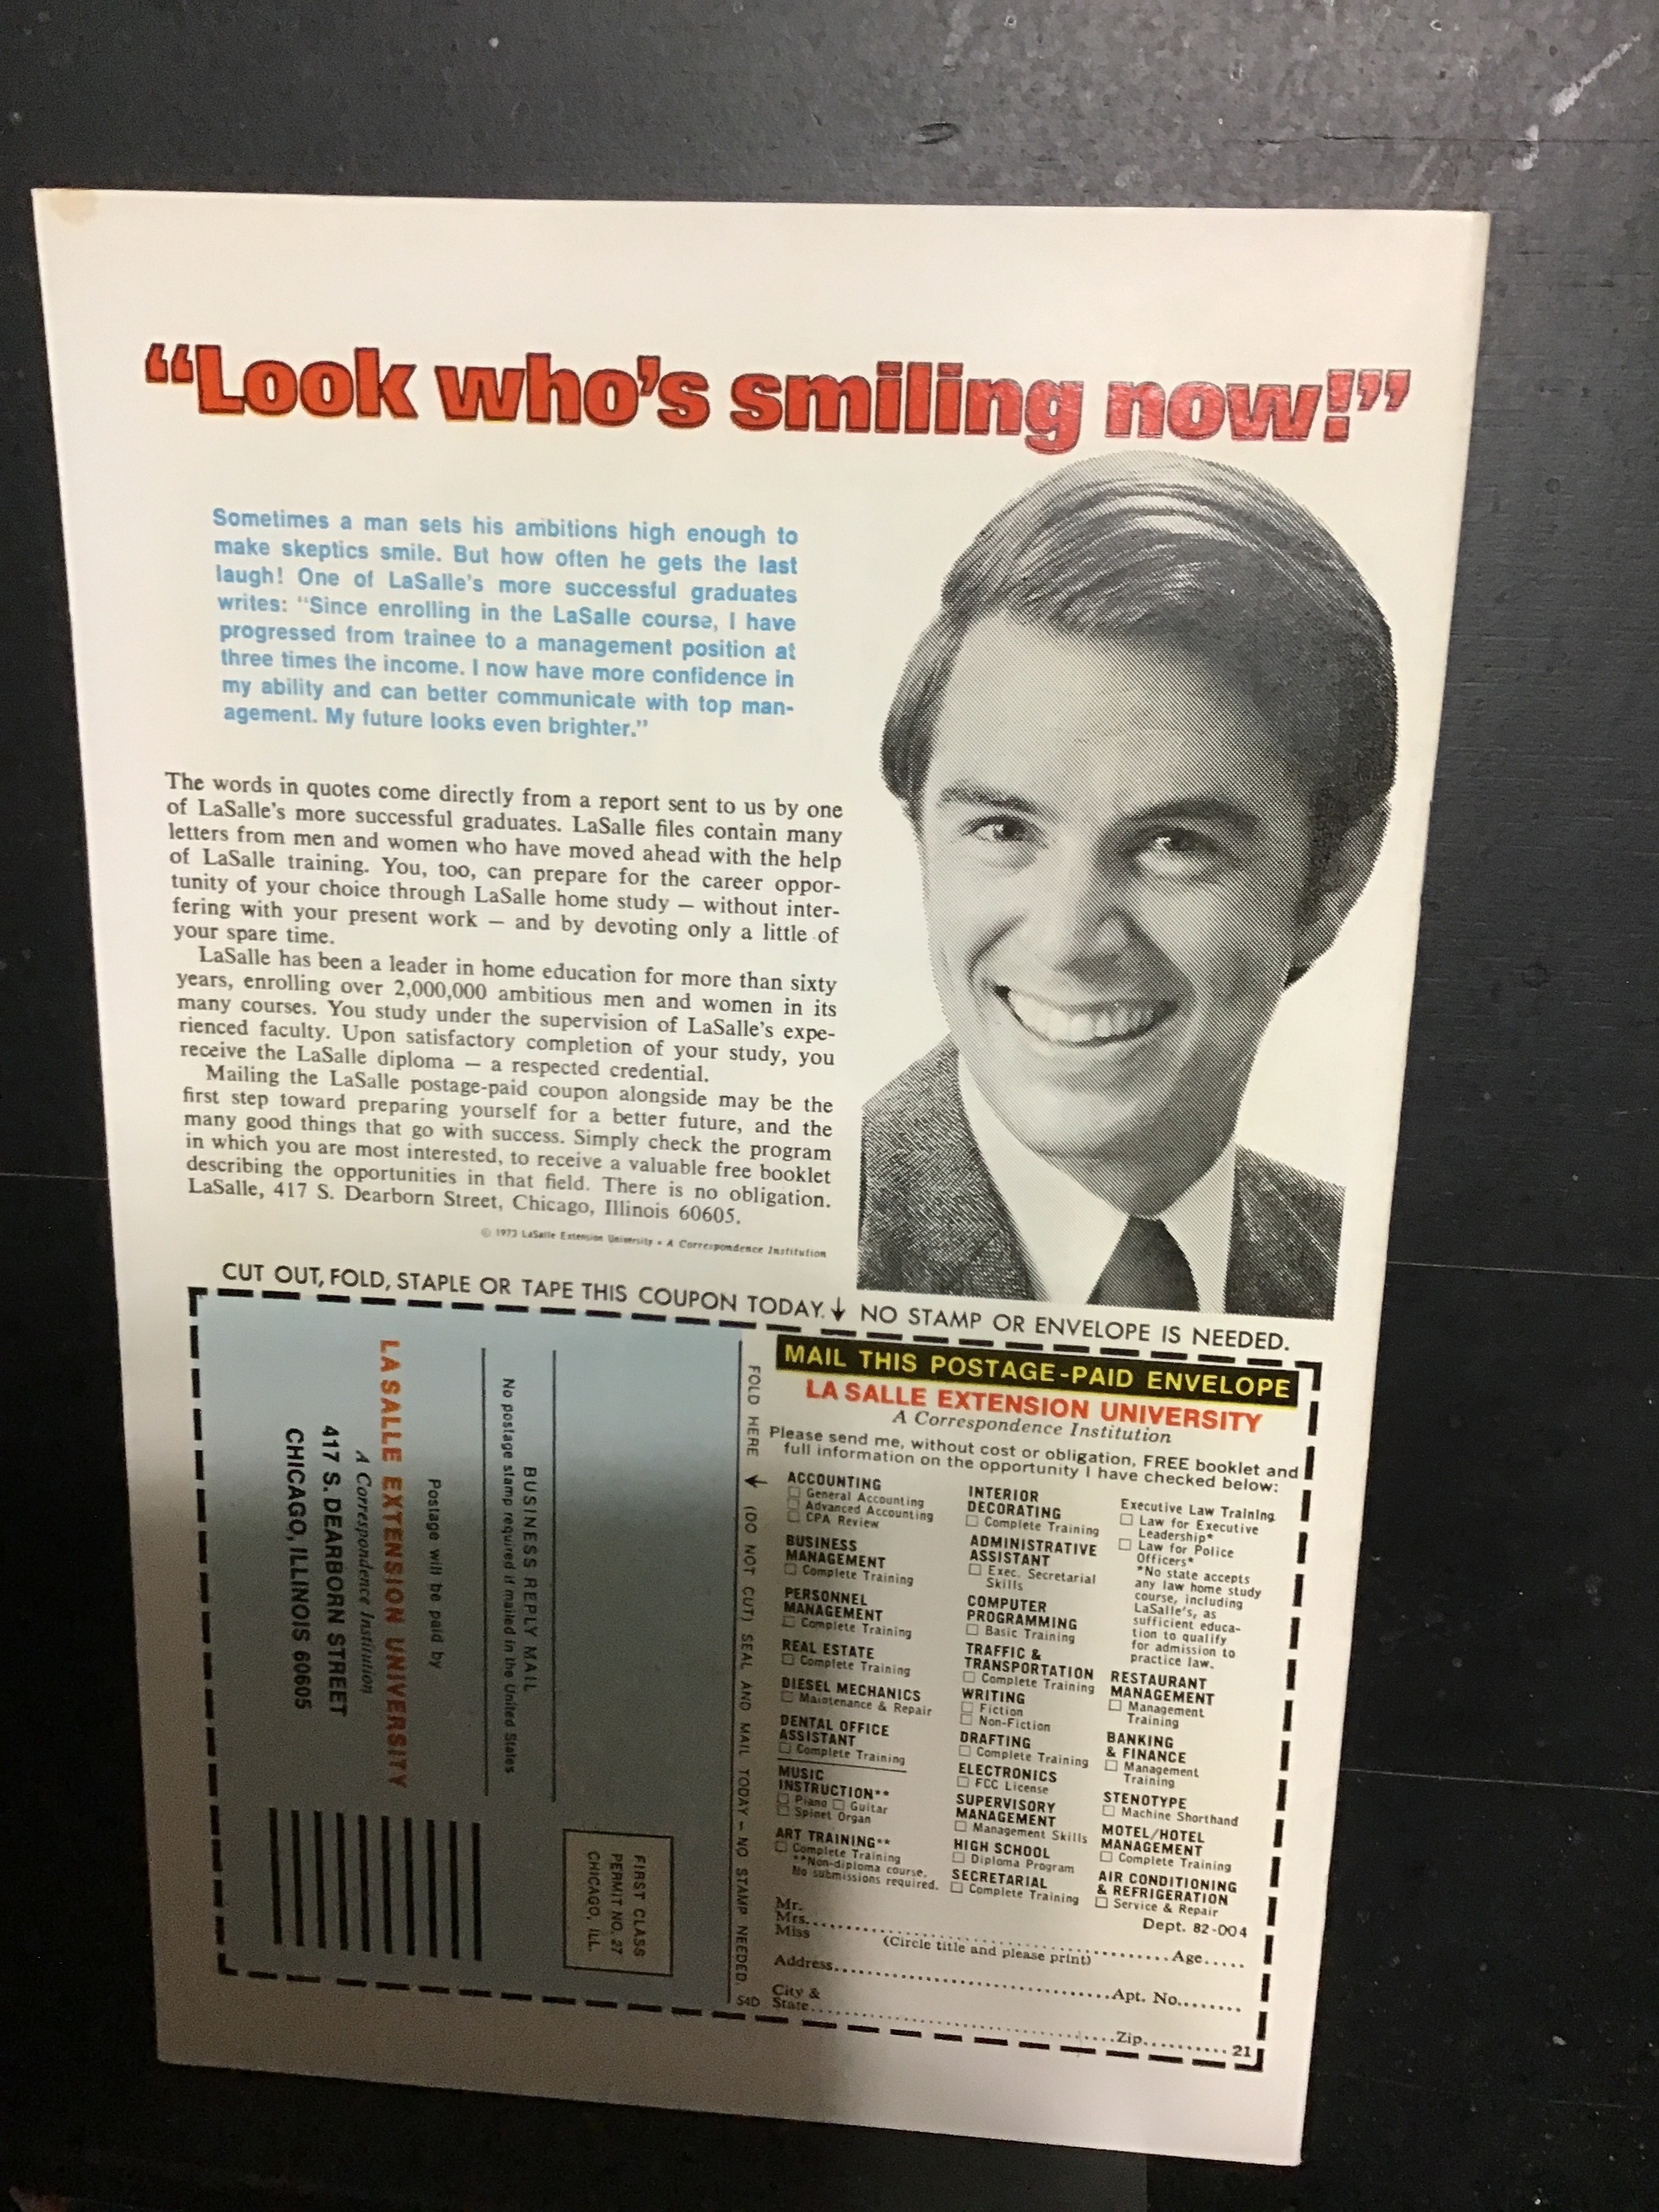 “Look who’s smiling now!”
Sometimes a man sets his ambitions high enough to
make skeptics smile. But how often he gets the last
laugh! One of LaSalle’s more successful graduates
writes: “Since enrolling in the LaSalle course, I have
progressed from trainee to a management position at
three times the income. I now have more confidence in
my ability and can better communicate with top man-
agement. My future looks even brighter.”
The words in quotes come directly from a report sent to us by one
of LaSalle’s more successful graduates. LaSalle files contain many
letters from men and women who have moved ahead with the help
of LaSalle training. You, too, can prepare for the career oppor-
tunity of your choice through LaSalle home study — without inter-
fering with your present work — and by devoting only a little of
your spare time.
LaSalle has been a leader in home education for more than sixty
years, enrolling over 2,000,000 ambitious men and women in its
many courses. You study under the supervision of LaSalle’s expe-
rienced faculty. Upon satisfactory completion of your study, you
receive the LaSalle diploma — a respected credential.
Mailing the LaSalle postage-paid coupon alongside may be the
first step toward preparing yourself for a better future, and the
many good things that go with success. Simply check the program
in which you are most interested, to receive a valuable free booklet
describing the opportunities in that field. There is no obligation.
LaSalle, 417 S. Dearborn Street, Chicago, Illinois 60605.
© 1973 LaSalle Extension University • A Correspondence Institution
CUT OUT, FOLD, STAPLE OR TAPE THIS COUPON TODAY. ↓ NO STAMP OR ENVELOPE IS NEEDED.
FIRST CLASS
PERMIT NO. 27
CHICAGO, ILL.
BUSINESS REPLY MAIL
No postage stamp required if mailed in the United States
Postage will be paid by
LA SALLE EXTENSION UNIVERSITY
A Correspondence Institution
417 S. DEARBORN STREET
CHICAGO, ILLINOIS 60605
FOLD HERE → (DO NOT CUT) SEAL AND MAIL TODAY — NO STAMP NEEDED.
S4D
MAIL THIS POSTAGE-PAID ENVELOPE
LA SALLE EXTENSION UNIVERSITY
A Correspondence Institution
Please send me, without cost or obligation, FREE booklet and
full information on the opportunity I have checked below:
ACCOUNTING
☐ General Accounting
☐ Advanced Accounting
☐ CPA Review
BUSINESS
MANAGEMENT
☐ Complete Training
PERSONNEL
MANAGEMENT
☐ Complete Training
REAL ESTATE
☐ Complete Training
DIESEL MECHANICS
☐ Maintenance & Repair
DENTAL OFFICE
ASSISTANT
☐ Complete Training
MUSIC
INSTRUCTION**
☐ Piano ☐ Guitar
☐ Spinet Organ
ART TRAINING**
☐ Complete Training
**Non-diploma course.
No submissions required.
INTERIOR
DECORATING
☐ Complete Training
ADMINISTRATIVE
ASSISTANT
☐ Exec. Secretarial
Skills
COMPUTER
PROGRAMMING
☐ Basic Training
TRAFFIC &
TRANSPORTATION
☐ Complete Training
WRITING
☐ Fiction
☐ Non-Fiction
DRAFTING
☐ Complete Training
ELECTRONICS
☐ FCC License
SUPERVISORY
MANAGEMENT
☐ Management Skills
HIGH SCHOOL
☐ Diploma Program
SECRETARIAL
☐ Complete Training
Executive Law Training
☐ Law for Executive
Leadership*
☐ Law for Police
Officers*
*No state accepts
any law home study
course, including
LaSalle’s, as
sufficient educa-
tion to qualify
for admission to
practice law.
RESTAURANT
MANAGEMENT
☐ Management
Training
BANKING
& FINANCE
☐ Management
Training
STENOTYPE
☐ Machine Shorthand
MOTEL/HOTEL
MANAGEMENT
☐ Complete Training
AIR CONDITIONING
& REFRIGERATION
☐ Service & Repair
Dept. 82-004
Mr.
Mrs.
Miss
(Circle title and please print)
Age
Address
Apt. No.
City &
State
Zip
21